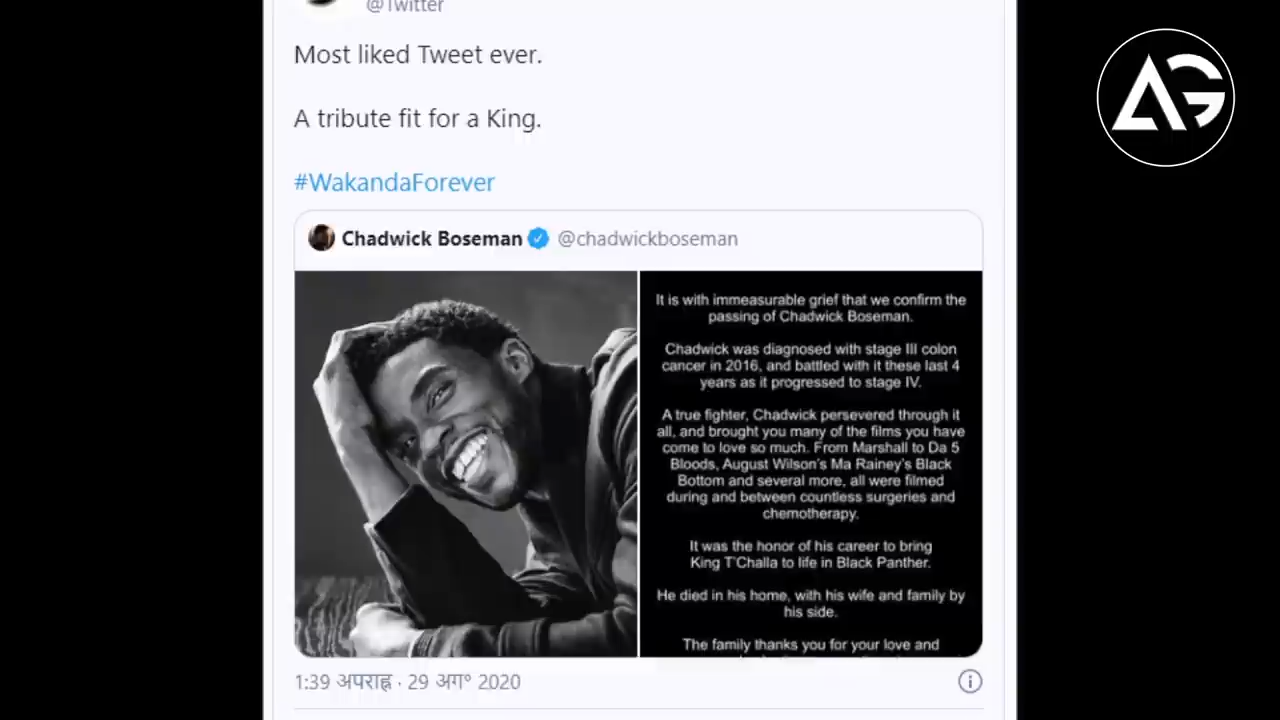 @Twitter
Most liked Tweet ever.
A tribute fit for a King.
#WakandaForever
Chadwick Boseman @chadwickboseman
It is with immeasurable grief that we confirm the
passing of Chadwick Boseman.
Chadwick was diagnosed with stage III colon
cancer in 2016, and battled with it these last 4
years as it progressed to stage IV.
A true fighter, Chadwick persevered through it
all, and brought you many of the films you have
come to love so much. From Marshall to Da 5
Bloods, August Wilson's Ma Rainey's Black
Bottom and several more, all were filmed
during and between countless surgeries and
chemotherapy.
It was the honor of his career to bring
King T'Challa to life in Black Panther.
He died in his home, with his wife and family by
his side.
The family thanks you for your love and
1:39 अपराह्न · 29 अग॰ 2020
AG